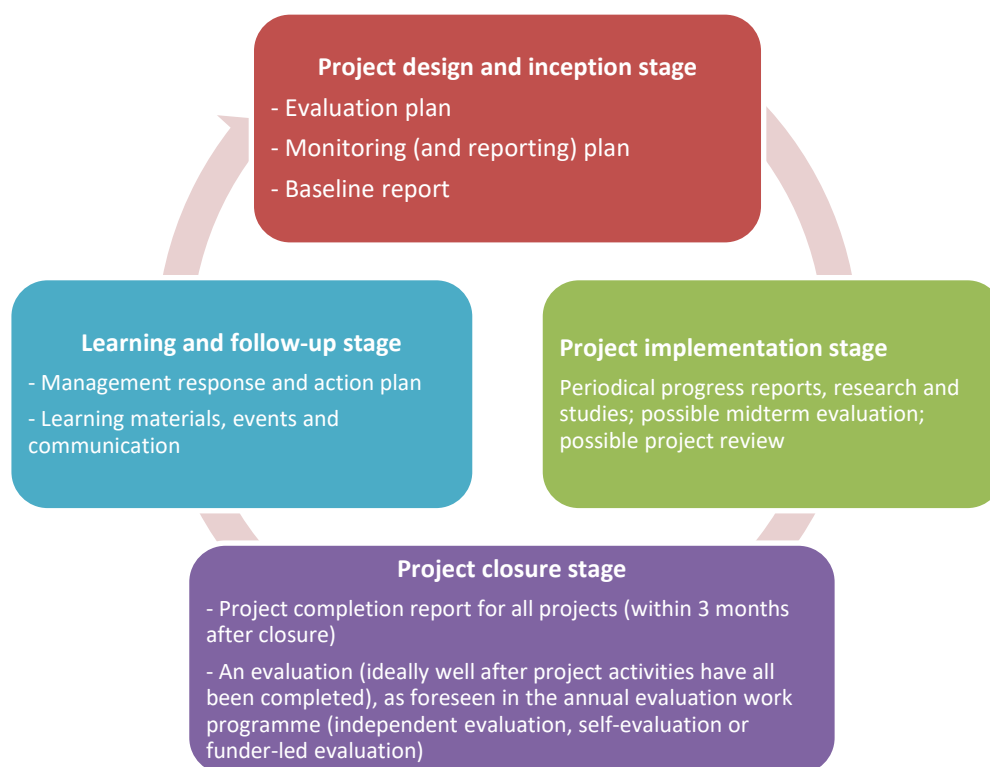 Project design and inception stage
- Evaluation plan
- Monitoring (and reporting) plan
- Baseline report
Learning and follow-up stage
- Management response and action plan
- Learning materials, events and
communication
Project implementation stage
Periodical progress reports, research and
studies; possible midterm evaluation;
possible project review
Project closure stage
- Project completion report for all projects (within 3 months
after closure)
- An evaluation (ideally well after project activities have all
been completed), as foreseen in the annual evaluation work
programme (independent evaluation, self-evaluation or
funder-led evaluation)